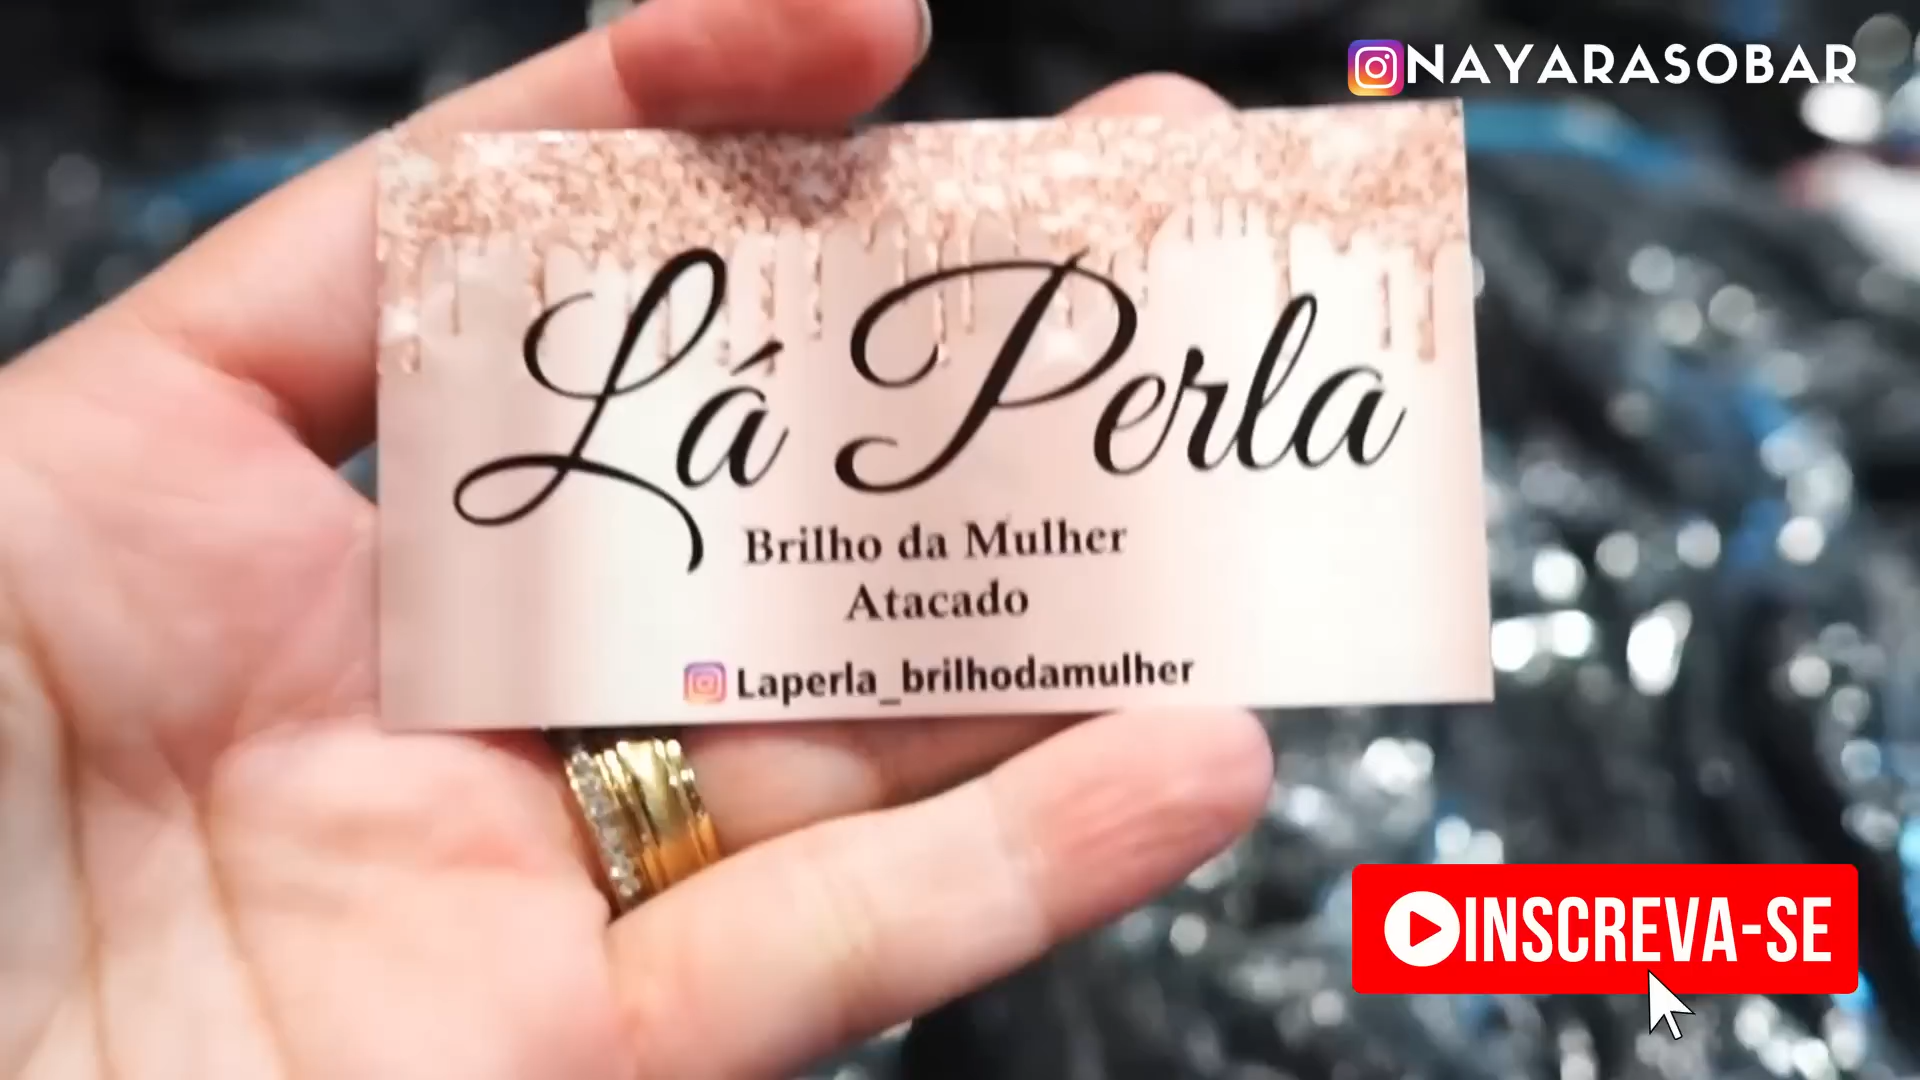 NAYARASOBAR
Lá Perla
Brilho da Mulher
Atacado
Laperla_brilhodamulher
INSCREVA-SE